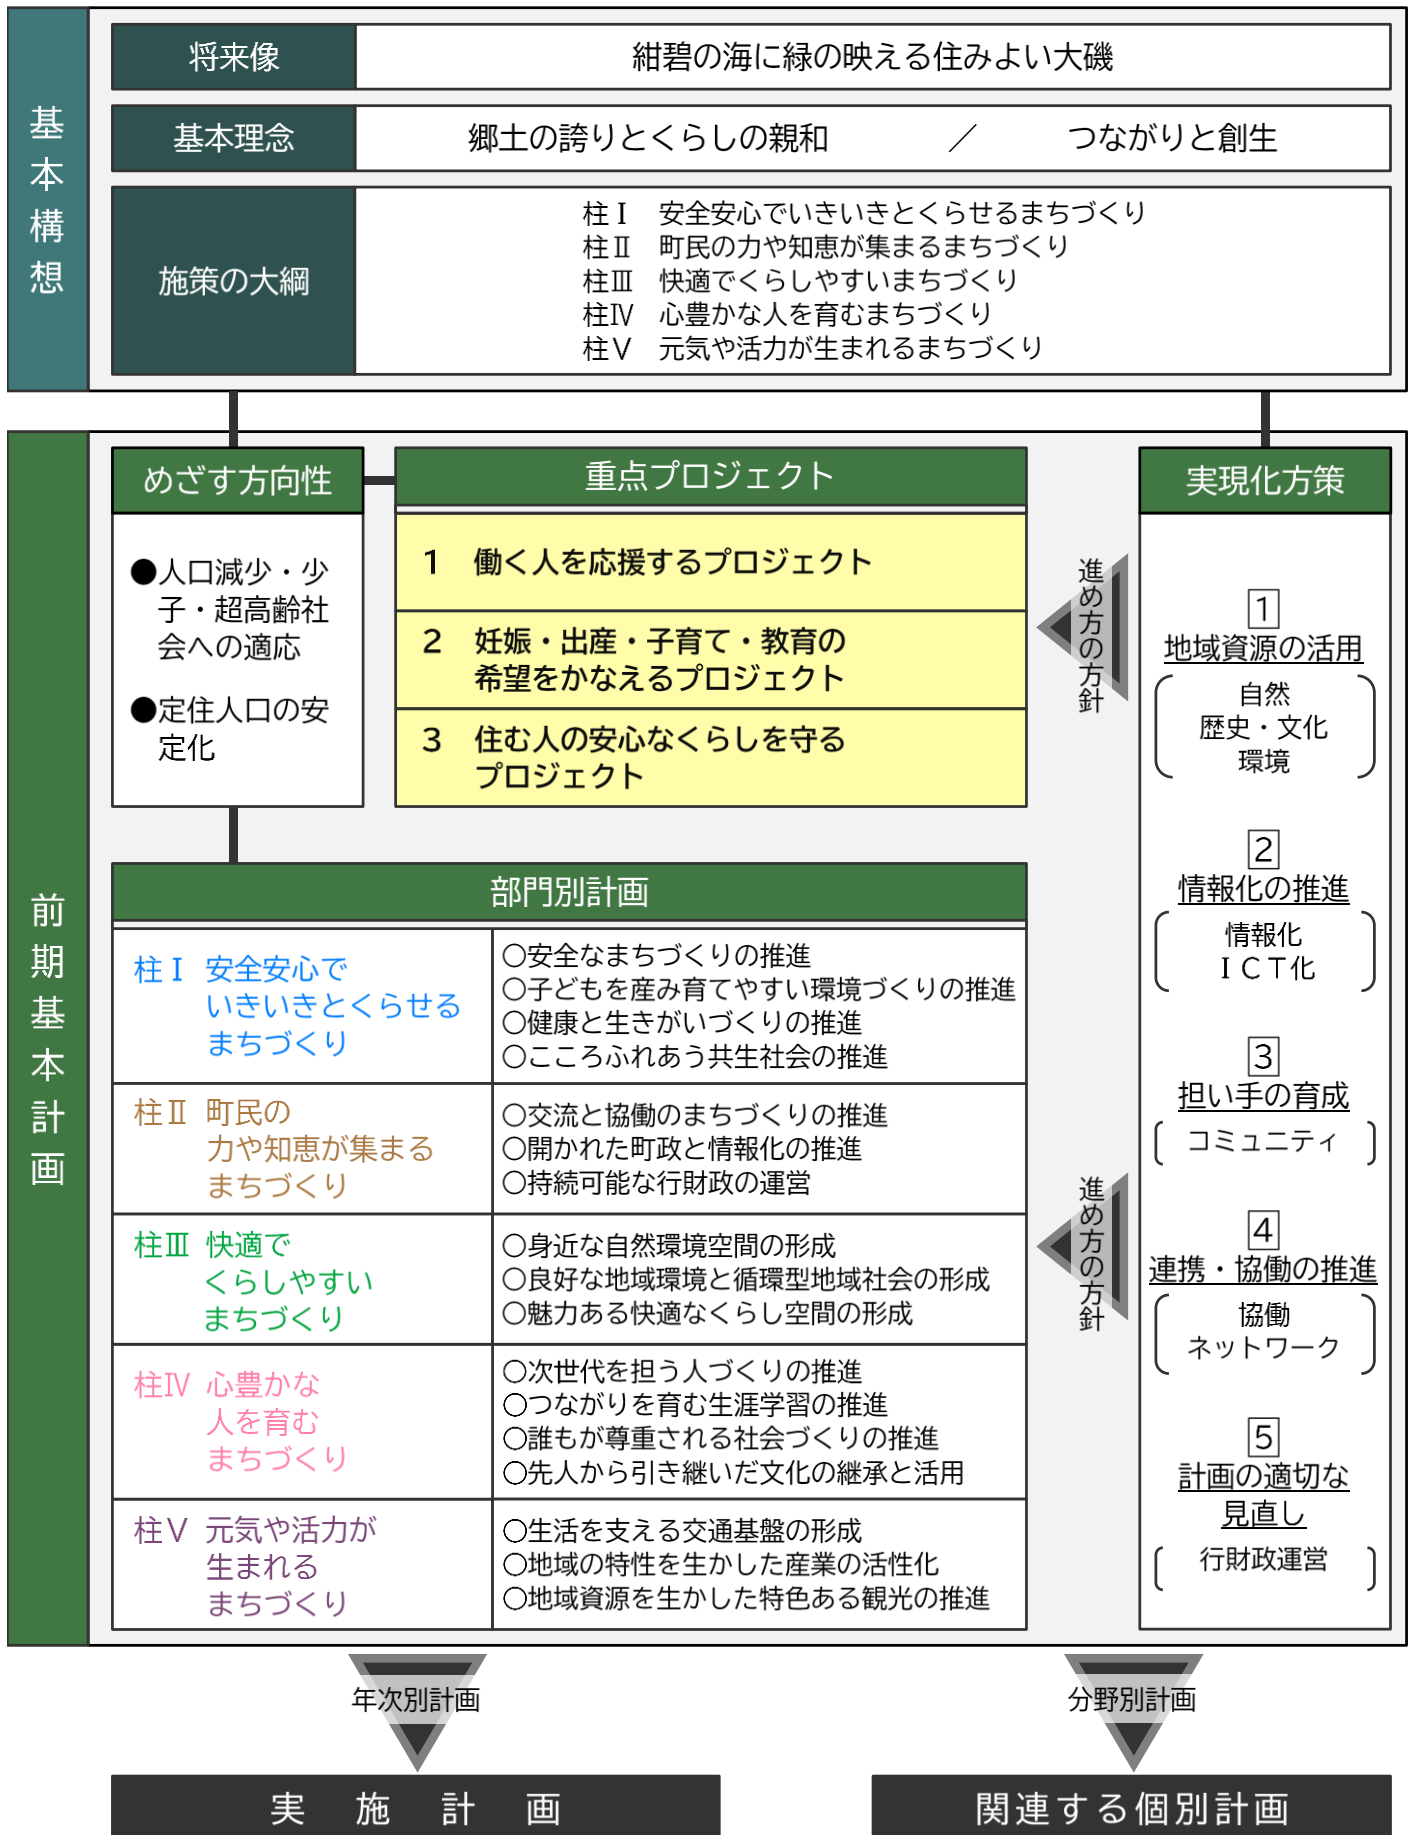 基本構想
将来像
紺碧の海に緑の映える住みよい大磯
基本理念
郷土の誇りとくらしの親和　／　つながりと創生
施策の大綱
柱Ⅰ　安全安心でいきいきとくらせるまちづくり
柱Ⅱ　町民の力や知恵が集まるまちづくり
柱Ⅲ　快適でくらしやすいまちづくり
柱Ⅳ　心豊かな人を育むまちづくり
柱Ⅴ　元気や活力が生まれるまちづくり
前期基本計画
めざす方向性
●人口減少・少
子・超高齢社
会への適応
●定住人口の安
定化
重点プロジェクト
1　働く人を応援するプロジェクト
2　妊娠・出産・子育て・教育の
希望をかなえるプロジェクト
3　住む人の安心なくらしを守る
プロジェクト
進め方の方針
部門別計画
柱Ⅰ　安全安心で
いきいきとくらせる
まちづくり
○安全なまちづくりの推進
○子どもを産み育てやすい環境づくりの推進
○健康と生きがいづくりの推進
○こころふれあう共生社会の推進
柱Ⅱ　町民の
力や知恵が集まる
まちづくり
○交流と協働のまちづくりの推進
○開かれた町政と情報化の推進
○持続可能な行財政の運営
柱Ⅲ　快適で
くらしやすい
まちづくり
○身近な自然環境空間の形成
○良好な地域環境と循環型地域社会の形成
○魅力ある快適なくらし空間の形成
柱Ⅳ　心豊かな
人を育む
まちづくり
○次世代を担う人づくりの推進
○つながりを育む生涯学習の推進
○誰もが尊重される社会づくりの推進
○先人から引き継いだ文化の継承と活用
柱Ⅴ　元気や活力が
生まれる
まちづくり
○生活を支える交通基盤の形成
○地域の特性を生かした産業の活性化
○地域資源を生かした特色ある観光の推進
進め方の方針
実現化方策
1
地域資源の活用
自然
歴史・文化
環境
2
情報化の推進
情報化
ＩＣＴ化
3
担い手の育成
コミュニティ
4
連携・協働の推進
協働
ネットワーク
5
計画の適切な
見直し
行財政運営
年次別計画
実施計画
分野別計画
関連する個別計画